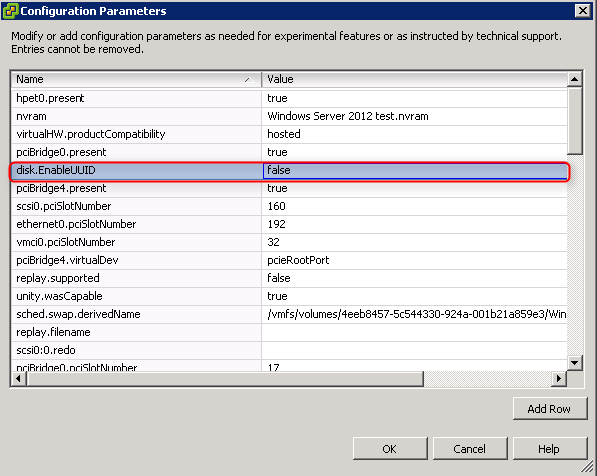 Configuration Parameters
Modify or add configuration parameters as needed for experimental features or as instructed by technical support.
Entries cannot be removed.
Name Value
hpet0.present true
nvram Windows Server 2012 test.nvram
virtualHW.productCompatibility hosted
pciBridge0.present true
disk.EnableUUID false
pciBridge4.present true
scsi0.pciSlotNumber 160
ethernet0.pciSlotNumber 192
vmci0.pciSlotNumber 32
pciBridge4.virtualDev pcieRootPort
replay.supported false
unity.wasCapable true
sched.swap.derivedName /vmfs/volumes/4eeb8457-5c544330-924a-001b21a859e3/Win
replay.filename
scsi0:0.redo
pciBridge0.pciSlotNumber 17
Add Row
OK Cancel Help